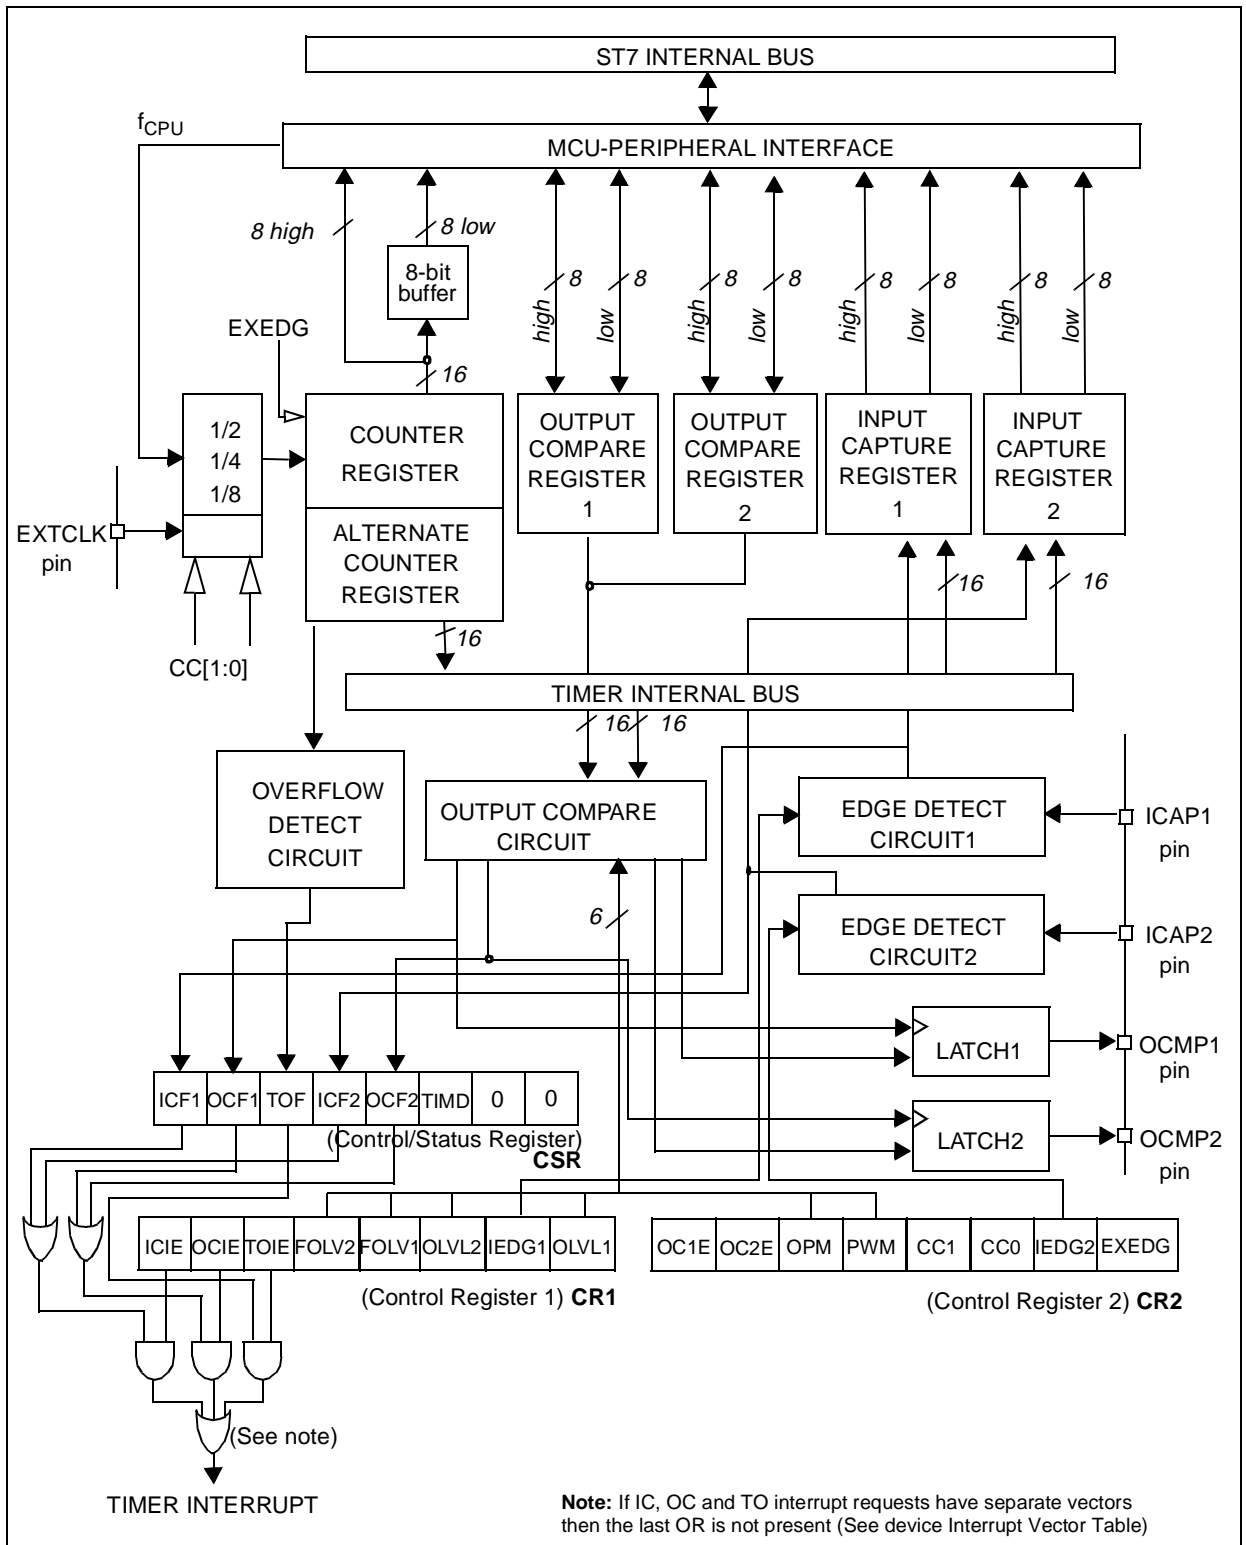 ST7 INTERNAL BUS
fCPU
MCU-PERIPHERAL INTERFACE
8 high
8 low
8-bit
buffer
high
8
low
8
high
8
low
8
high
8
low
8
high
8
low
8
EXEDG
16
1/2
1/4
1/8
COUNTER
REGISTER
ALTERNATE
COUNTER
REGISTER
OUTPUT
COMPARE
REGISTER
1
OUTPUT
COMPARE
REGISTER
2
INPUT
CAPTURE
REGISTER
1
INPUT
CAPTURE
REGISTER
2
EXTCLK
pin
CC[1:0]
16
16
16
TIMER INTERNAL BUS
16
16
OVERFLOW
DETECT
CIRCUIT
OUTPUT COMPARE
CIRCUIT
6
EDGE DETECT
CIRCUIT1
ICAP1
pin
EDGE DETECT
CIRCUIT2
ICAP2
pin
LATCH1
OCMP1
pin
LATCH2
OCMP2
pin
ICF1 OCF1 TOF ICF2 OCF2 TIMD 0 0
(Control/Status Register)
CSR
ICIE OCIE TOIE FOLV2 FOLV1 OLVL2 IEDG1 OLVL1
(Control Register 1) CR1
OC1E OC2E OPM PWM CC1 CC0 IEDG2 EXEDG
(Control Register 2) CR2
(See note)
TIMER INTERRUPT
Note: If IC, OC and TO interrupt requests have separate vectors
then the last OR is not present (See device Interrupt Vector Table)